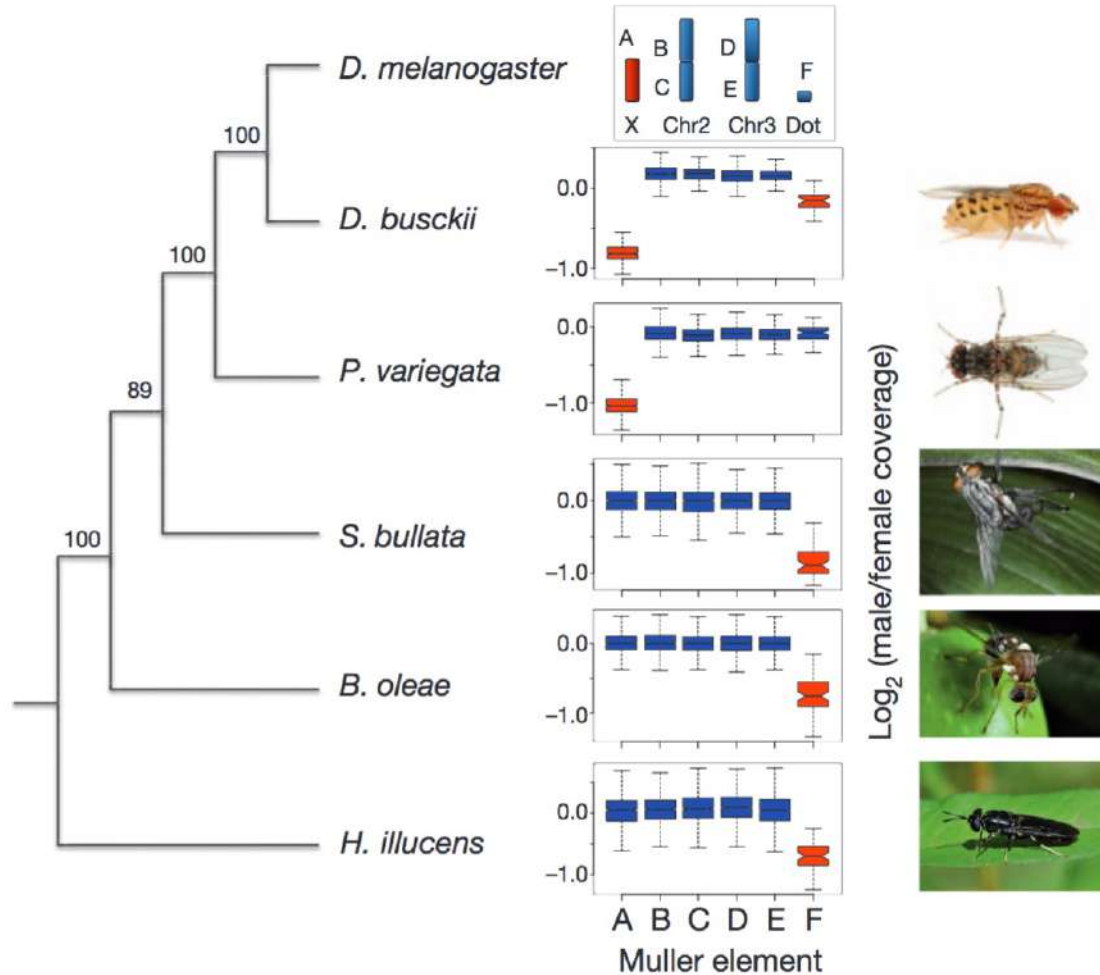 D. melanogaster
A
B
C
D
E
F
X
Chr2
Chr3
Dot
100
D. busckii
0.0
−1.0
100
P. variegata
0.0
−1.0
89
S. bullata
0.0
−1.0
100
B. oleae
0.0
−1.0
H. illucens
0.0
−1.0
A B C D E F
Muller element
Log2 (male/female coverage)